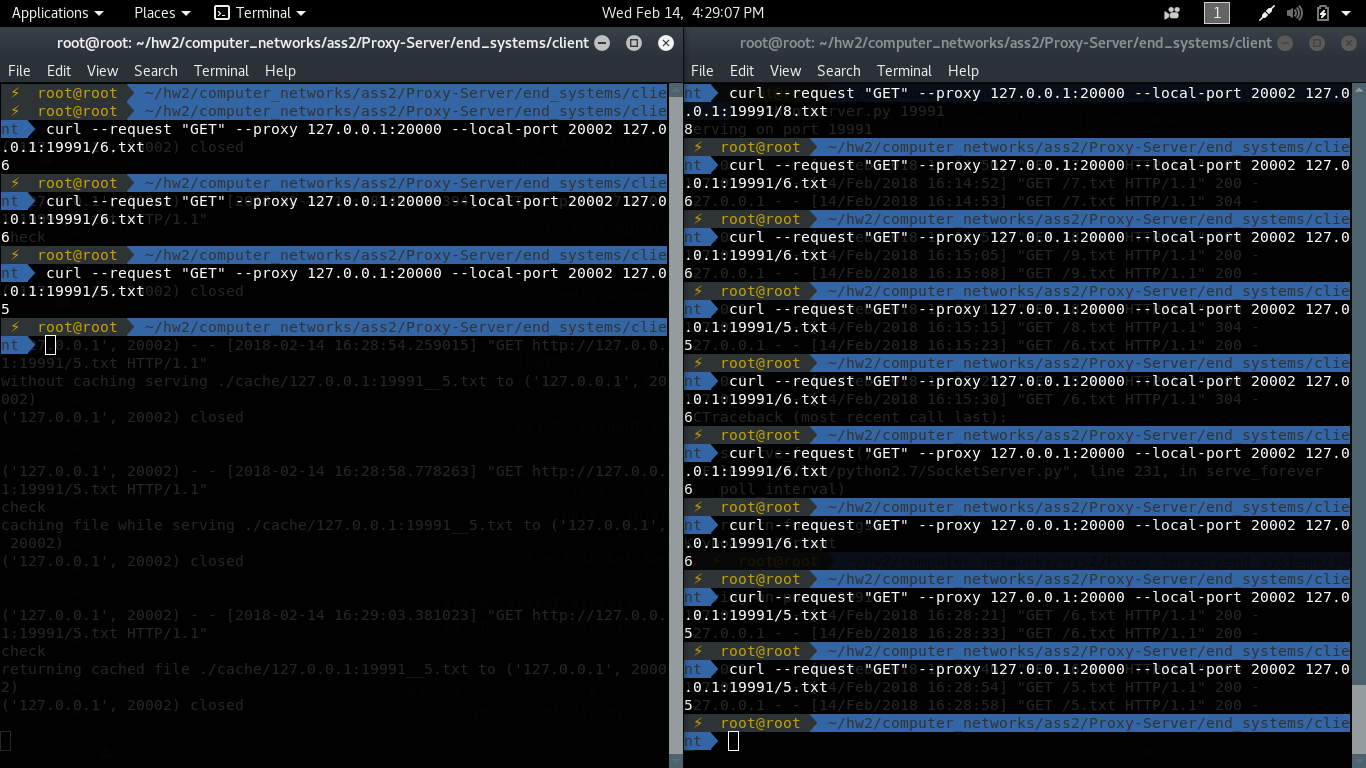 Applications Places Terminal Wed Feb 14, 4:29:07 PM 1
root@root: ~/hw2/computer_networks/ass2/Proxy-Server/end_systems/client
File Edit View Search Terminal Help
⚡ root@root ~/hw2/computer_networks/ass2/Proxy-Server/end_systems/clie
⚡ root@root ~/hw2/computer_networks/ass2/Proxy-Server/end_systems/clie
nt curl --request "GET" --proxy 127.0.0.1:20000 --local-port 20002 127.0
.0.1:19991/6.txt
6
⚡ root@root ~/hw2/computer_networks/ass2/Proxy-Server/end_systems/clie
nt curl --request "GET" --proxy 127.0.0.1:20000 --local-port 20002 127.0
.0.1:19991/6.txt
6
⚡ root@root ~/hw2/computer_networks/ass2/Proxy-Server/end_systems/clie
nt curl --request "GET" --proxy 127.0.0.1:20000 --local-port 20002 127.0
.0.1:19991/5.txt
5
⚡ root@root ~/hw2/computer_networks/ass2/Proxy-Server/end_systems/clie
nt
20002) - - [2018-02-14 16:28:54.259015] "GET http://127.0.0.
1:19991/5.txt HTTP/1.1"
without caching serving ./cache/127.0.0.1:19991__5.txt to ('127.0.0.1', 20
002)
('127.0.0.1', 20002) closed
('127.0.0.1', 20002) - - [2018-02-14 16:28:58.778263] "GET http://127.0.0.
1:19991/5.txt HTTP/1.1"
check
caching file while serving ./cache/127.0.0.1:19991__5.txt to ('127.0.0.1',
20002)
('127.0.0.1', 20002) closed
('127.0.0.1', 20002) - - [2018-02-14 16:29:03.381023] "GET http://127.0.0.
1:19991/5.txt HTTP/1.1"
check
returning cached file ./cache/127.0.0.1:19991__5.txt to ('127.0.0.1', 2000
2)
('127.0.0.1', 20002) closed
root@root: ~/hw2/computer_networks/ass2/Proxy-Server/end_systems/client
File Edit View Search Terminal Help
nt curl --request "GET" --proxy 127.0.0.1:20000 --local-port 20002 127.0
.0.1:19991/8.txt
8
⚡ root@root ~/hw2/computer_networks/ass2/Proxy-Server/end_systems/clie
nt curl --request "GET" --proxy 127.0.0.1:20000 --local-port 20002 127.0
.0.1:19991/6.txt
6
⚡ root@root ~/hw2/computer_networks/ass2/Proxy-Server/end_systems/clie
nt curl --request "GET" --proxy 127.0.0.1:20000 --local-port 20002 127.0
.0.1:19991/6.txt
6
⚡ root@root ~/hw2/computer_networks/ass2/Proxy-Server/end_systems/clie
nt curl --request "GET" --proxy 127.0.0.1:20000 --local-port 20002 127.0
.0.1:19991/5.txt
5
⚡ root@root ~/hw2/computer_networks/ass2/Proxy-Server/end_systems/clie
nt curl --request "GET" --proxy 127.0.0.1:20000 --local-port 20002 127.0
.0.1:19991/6.txt
6
⚡ root@root ~/hw2/computer_networks/ass2/Proxy-Server/end_systems/clie
nt curl --request "GET" --proxy 127.0.0.1:20000 --local-port 20002 127.0
.0.1:19991/6.txt
6
⚡ root@root ~/hw2/computer_networks/ass2/Proxy-Server/end_systems/clie
nt curl --request "GET" --proxy 127.0.0.1:20000 --local-port 20002 127.0
.0.1:19991/6.txt
6
⚡ root@root ~/hw2/computer_networks/ass2/Proxy-Server/end_systems/clie
nt curl --request "GET" --proxy 127.0.0.1:20000 --local-port 20002 127.0
.0.1:19991/5.txt
5
⚡ root@root ~/hw2/computer_networks/ass2/Proxy-Server/end_systems/clie
nt curl --request "GET" --proxy 127.0.0.1:20000 --local-port 20002 127.0
.0.1:19991/5.txt
5
⚡ root@root ~/hw2/computer_networks/ass2/Proxy-Server/end_systems/clie
nt